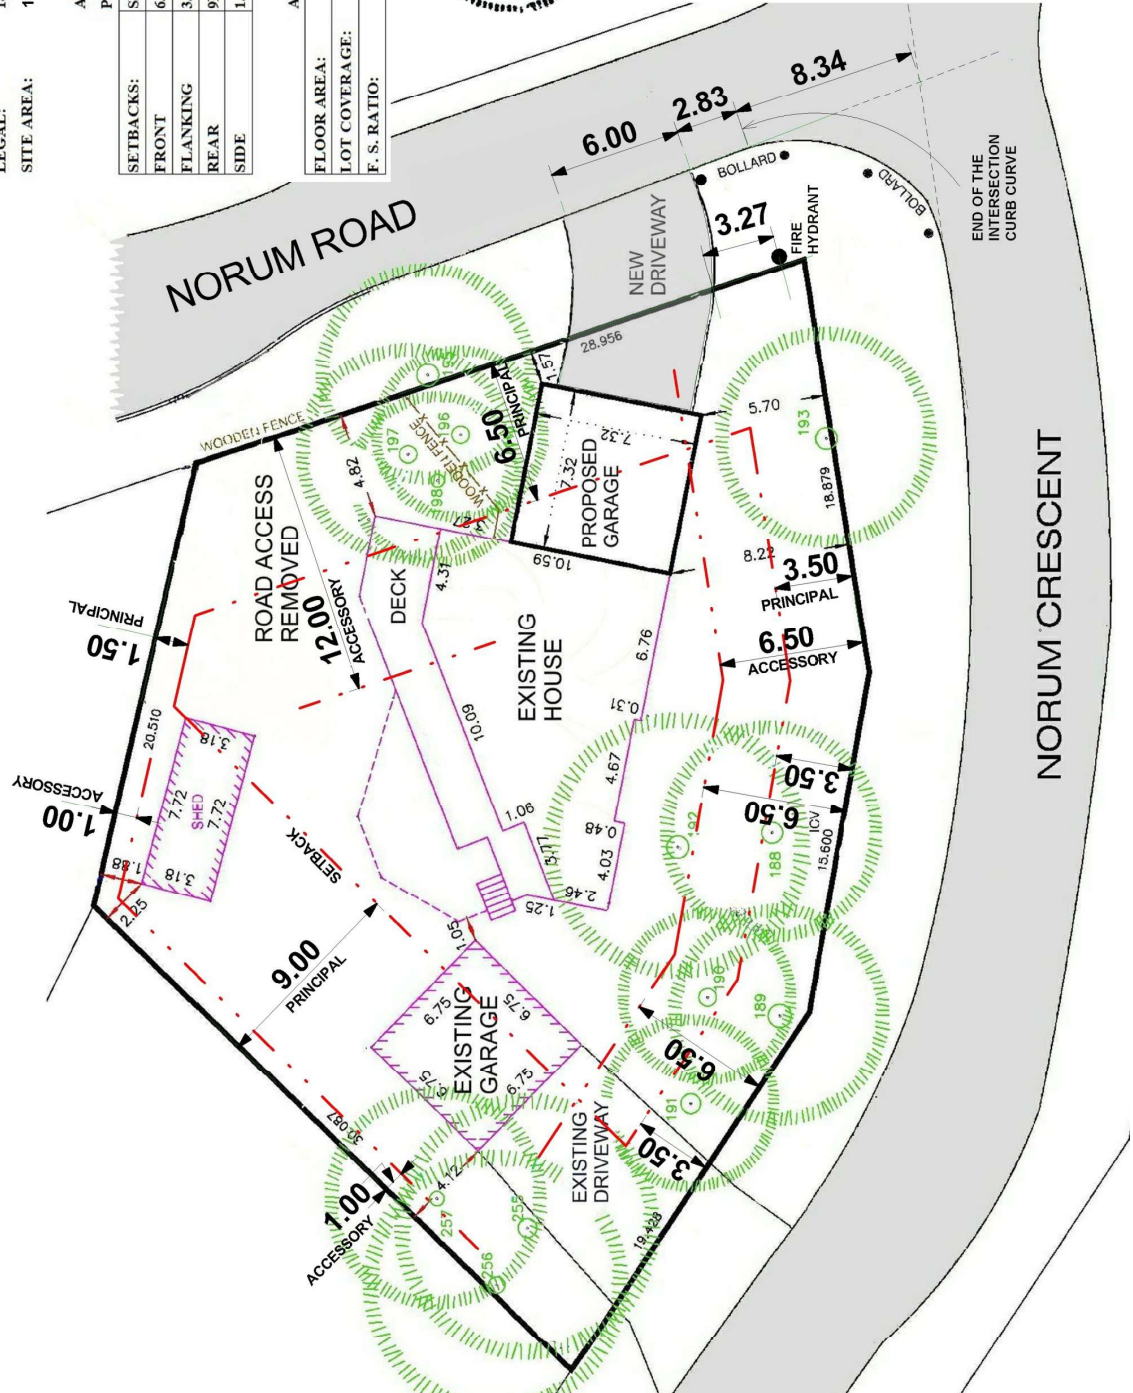 LEGAL:
SITE AREA:
SETBACKS:
FRONT
FLANKING
REAR
SIDE
FLOOR AREA:
LOT COVERAGE:
F. S. RATIO:
8.34
2.83
6.00
BOLLARD
BOLLARD
END OF THE
INTERSECTION
CURB CURVE
3.27
FIRE
HYDRANT
NORUM ROAD
NEW
DRIVEWAY
28.956
1.57
6.50
PRINCIPAL
195
196
197
198
WOODEN FENCE
WOODEN FENCE
4.82
3.27
7.32
7.32
PROPOSED
GARAGE
10.59
5.70
193
18.879
8.22
3.50
PRINCIPAL
6.50
ACCESSORY
NORUM CRESCENT
ROAD ACCESS
REMOVED
12.00
ACCESSORY
DECK
4.31
EXISTING
HOUSE
6.76
0.31
10.09
4.67
1.06
0.48
3.77
4.03
2.46
1.25
1.05
1.50
PRINCIPAL
20.510
3.18
7.72
SHED
7.72
3.18
1.00
ACCESSORY
1.88
2.25
SETBACK
9.00
PRINCIPAL
3.50
6.50
ICV
15.600
192
188
190
189
191
6.50
3.50
6.75
6.75
6.75
6.75
EXISTING
GARAGE
EXISTING
DRIVEWAY
30.087
1.00
ACCESSORY
4.12
257
255
256
19.428